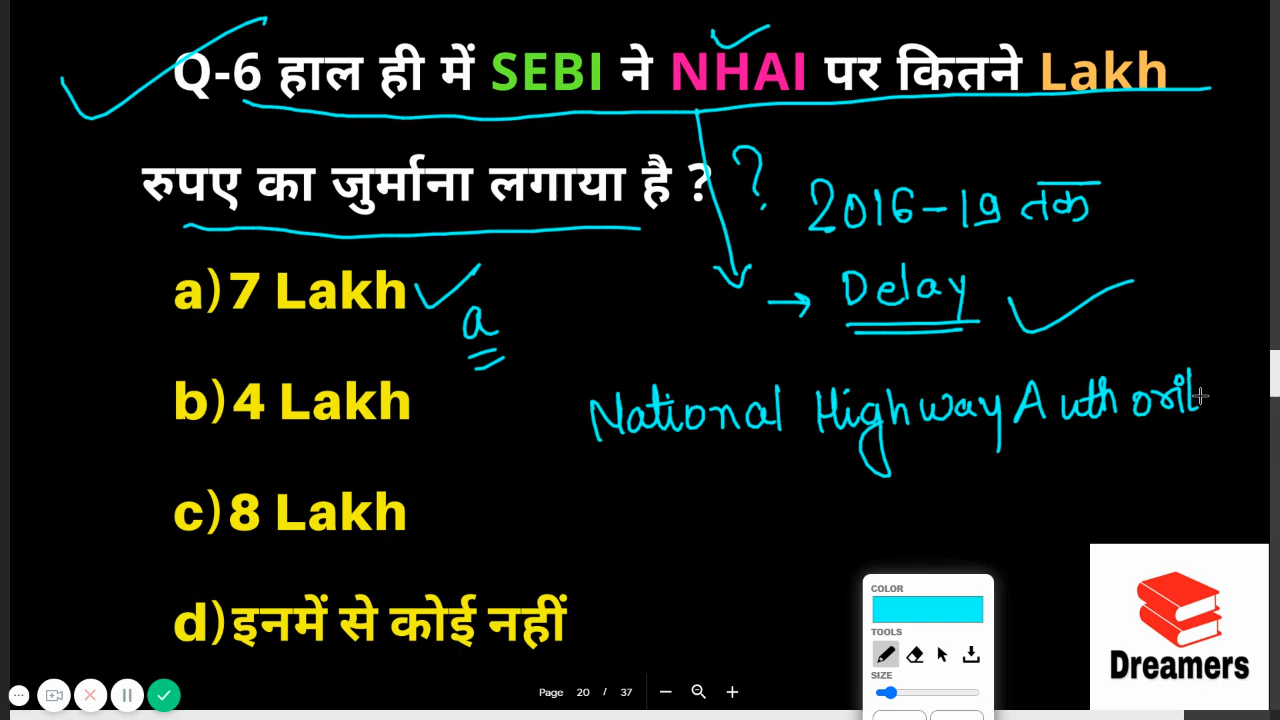 Q-6 हाल ही में SEBI ने NHAI पर कितने Lakh
रुपए का जुर्माना लगाया है ?
?
2016-19 तक
a) 7 Lakh
a
→ Delay
b) 4 Lakh
National Highway Authorit
c) 8 Lakh
d) इनमें से कोई नहीं
COLOR
TOOLS
SIZE
Dreamers
Page 20 / 37